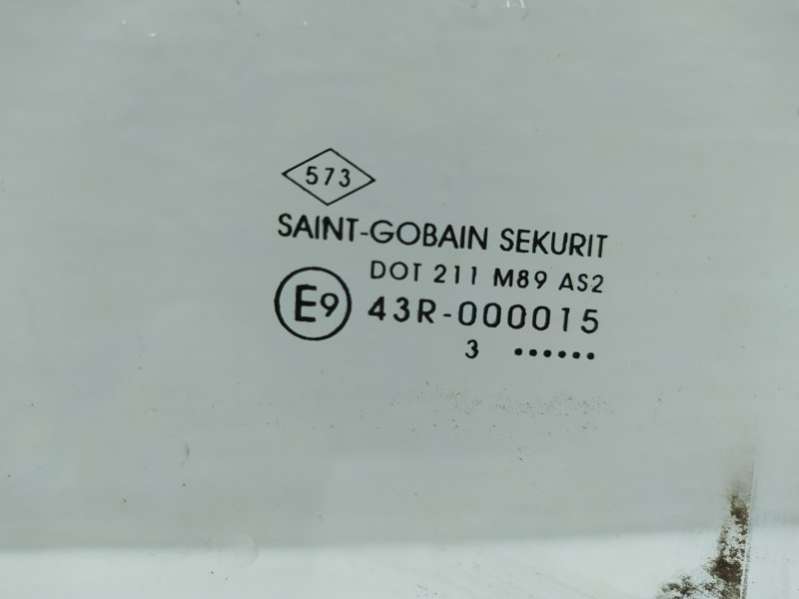 573
SAINT-GOBAIN SEKURIT
DOT 211 M89 AS2
E9 43R-000015
3 ••••••